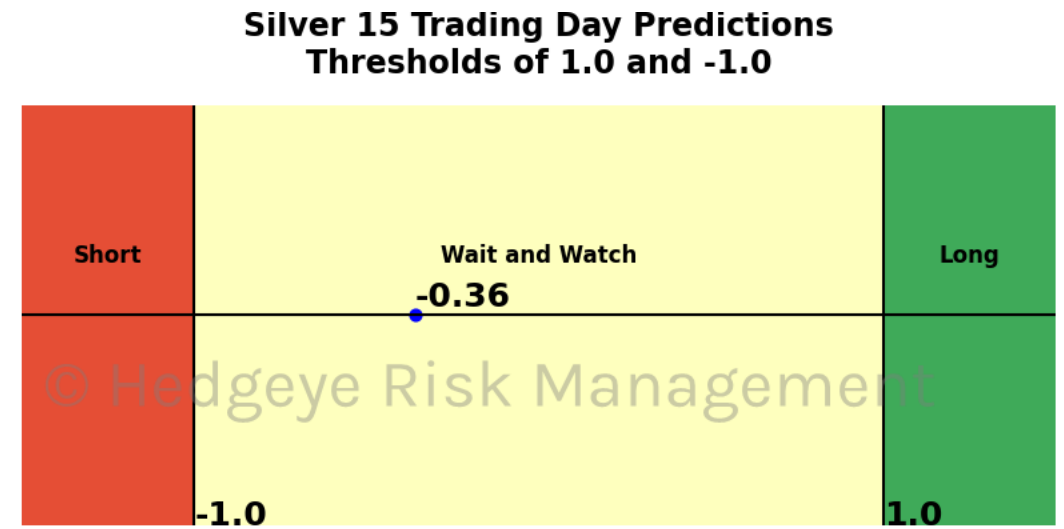 Silver 15 Trading Day Predictions
Thresholds of 1.0 and -1.0
Short
Wait and Watch
Long
-0.36
© Hedgeye Risk Management
-1.0
1.0